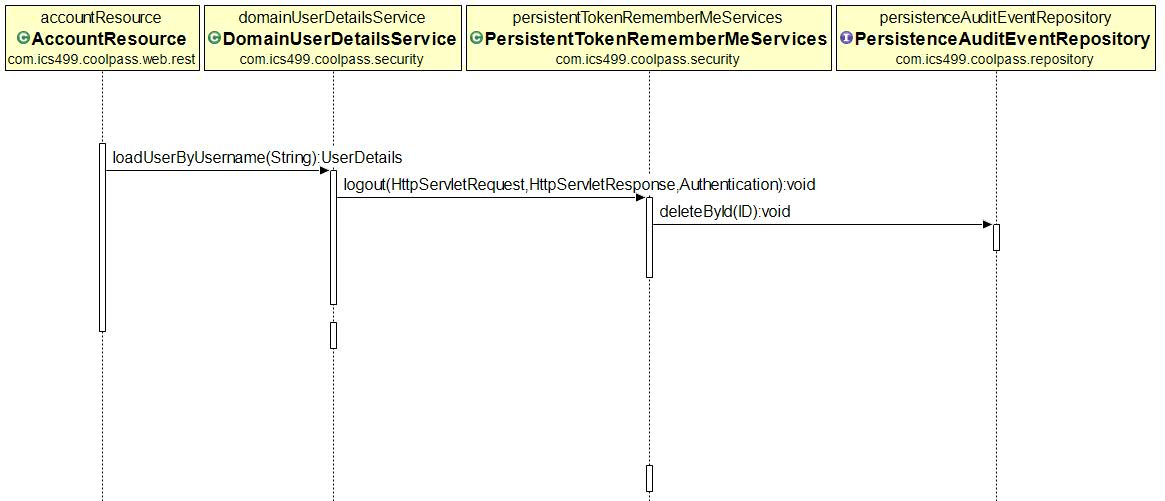 accountResource
AccountResource
com.ics499.coolpass.web.rest
domainUserDetailsService
DomainUserDetailsService
com.ics499.coolpass.security
persistentTokenRememberMeServices
PersistentTokenRememberMeServices
com.ics499.coolpass.security
persistenceAuditEventRepository
PersistenceAuditEventRepository
com.ics499.coolpass.repository
loadUserByUsername(String):UserDetails
logout(HttpServletRequest,HttpServletResponse,Authentication):void
deleteById(ID):void